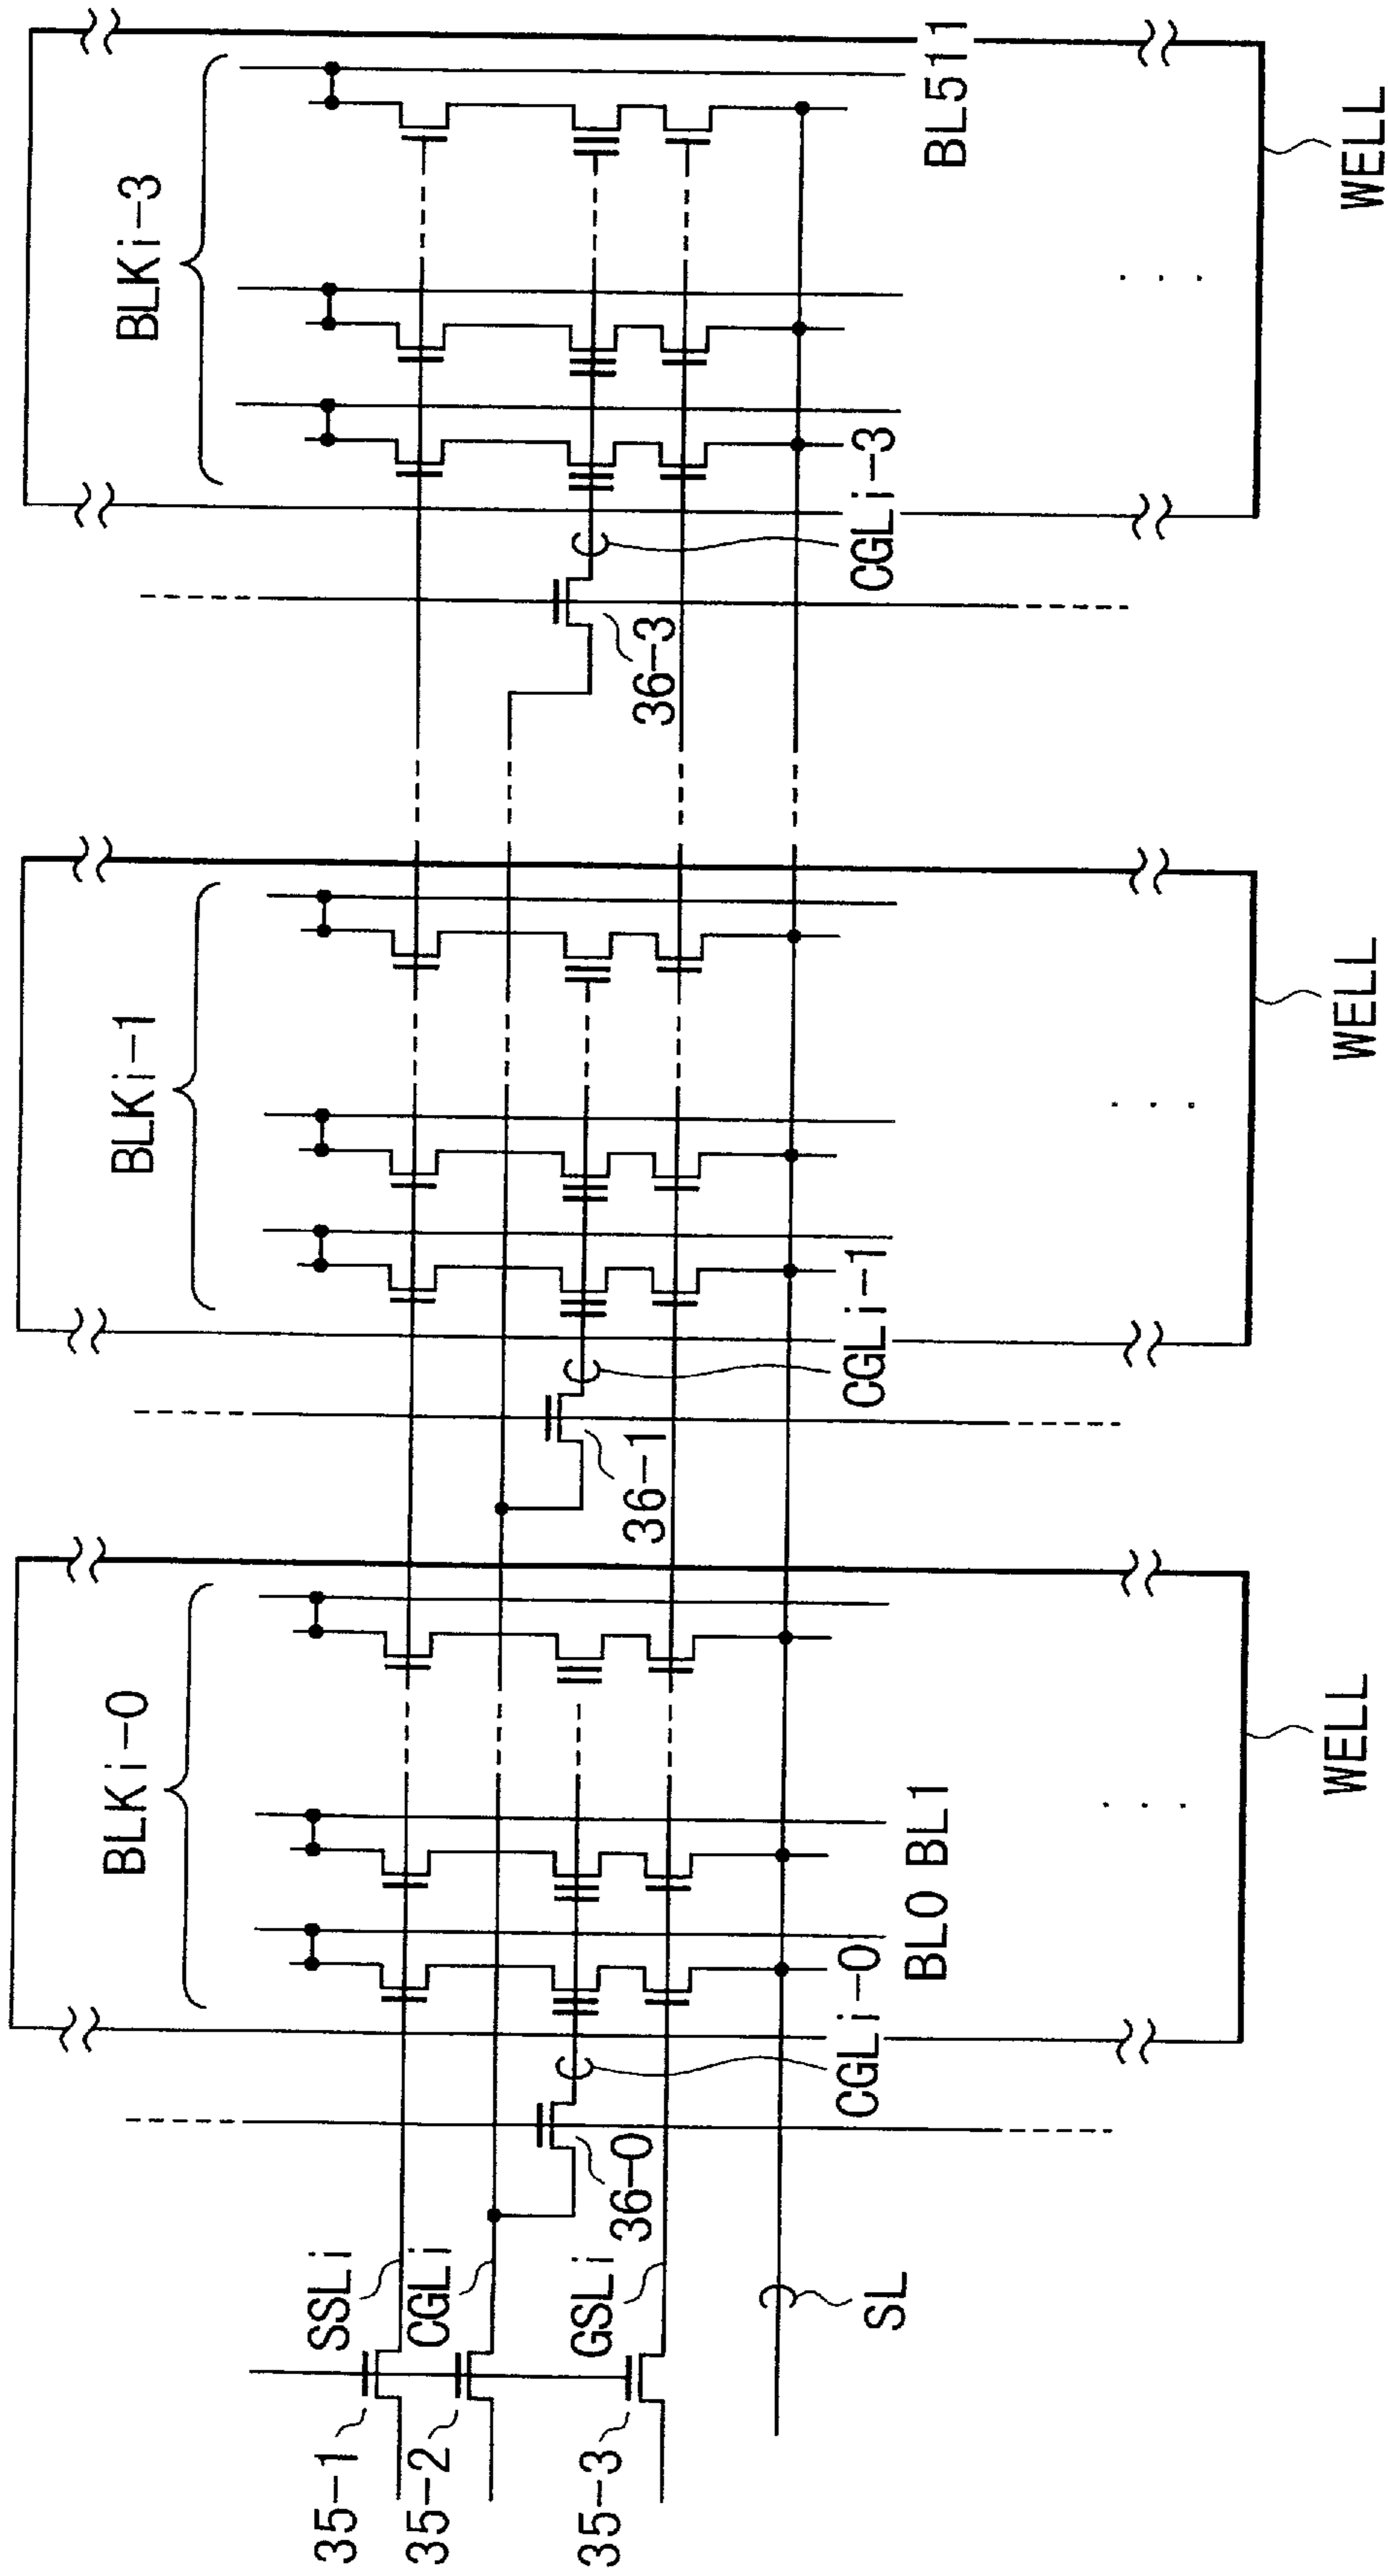 BLKi-0
BLKi-1
BLKi-3
35-1
SSLi
35-2
CGLi
35-3
GSLi
36-0
36-1
36-3
SL
CGLi-0
CGLi-1
CGLi-3
BL0 BL1
BL511
WELL
WELL
WELL